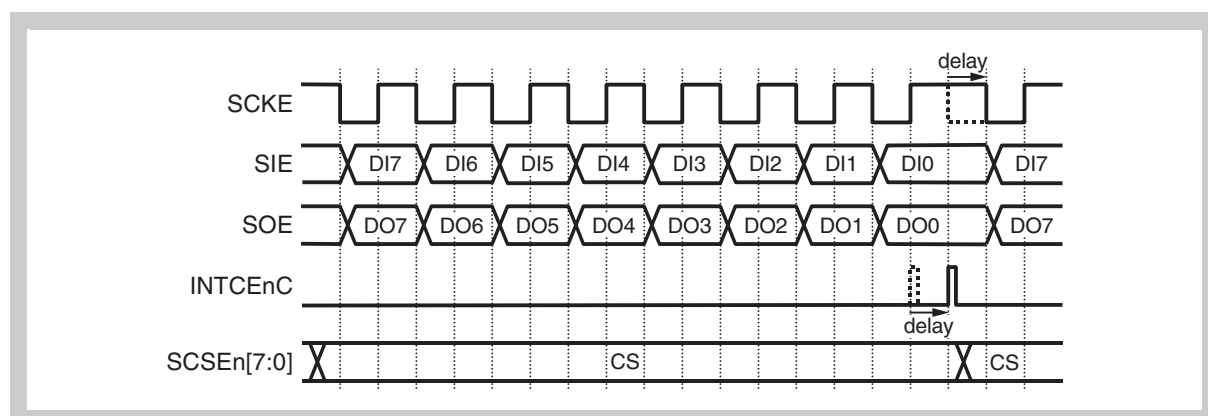 delay
SCKE
SIE DI7 DI6 DI5 DI4 DI3 DI2 DI1 DI0 DI7
SOE DO7 DO6 DO5 DO4 DO3 DO2 DO1 DO0 DO7
INTCEnC
delay
SCSEn[7:0] CS CS